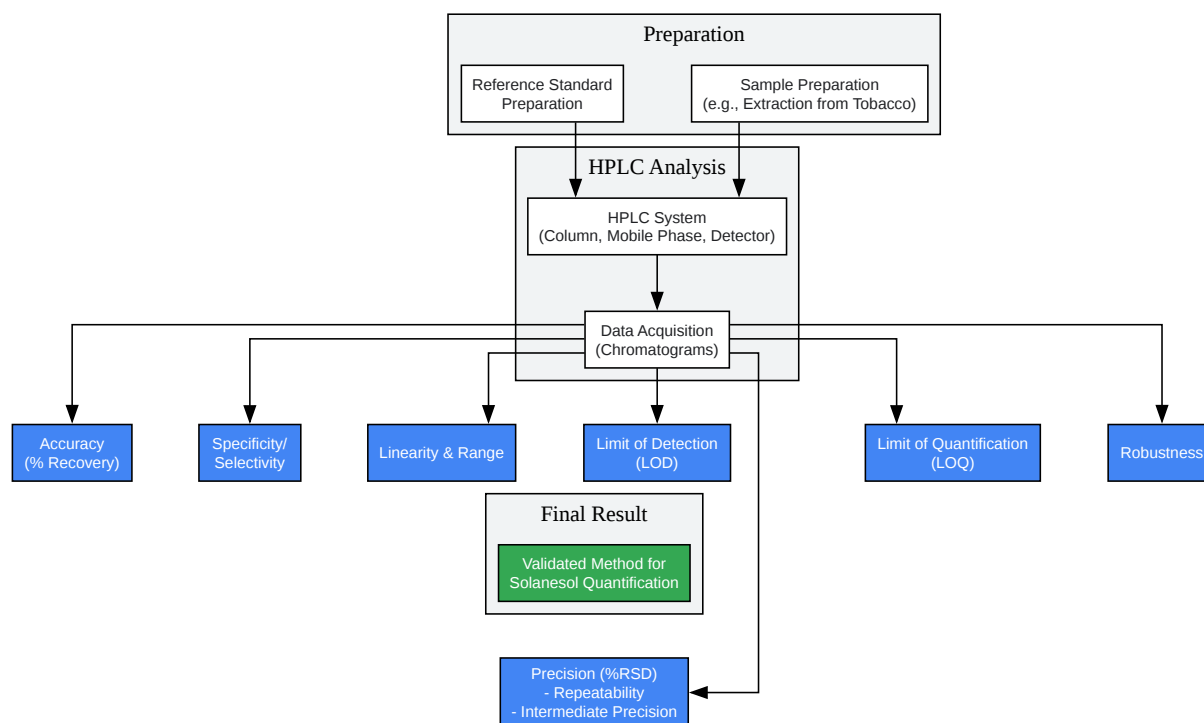 Preparation
Reference Standard
Preparation
Sample Preparation
(e.g., Extraction from Tobacco)
HPLC Analysis
HPLC System
(Column, Mobile Phase, Detector)
Data Acquisition
(Chromatograms)
Accuracy
(% Recovery)
Specificity/
Selectivity
Linearity & Range
Limit of Detection
(LOD)
Limit of Quantification
(LOQ)
Robustness
Final Result
Validated Method for
Solanesol Quantification
Precision (%RSD)
- Repeatability
- Intermediate Precision